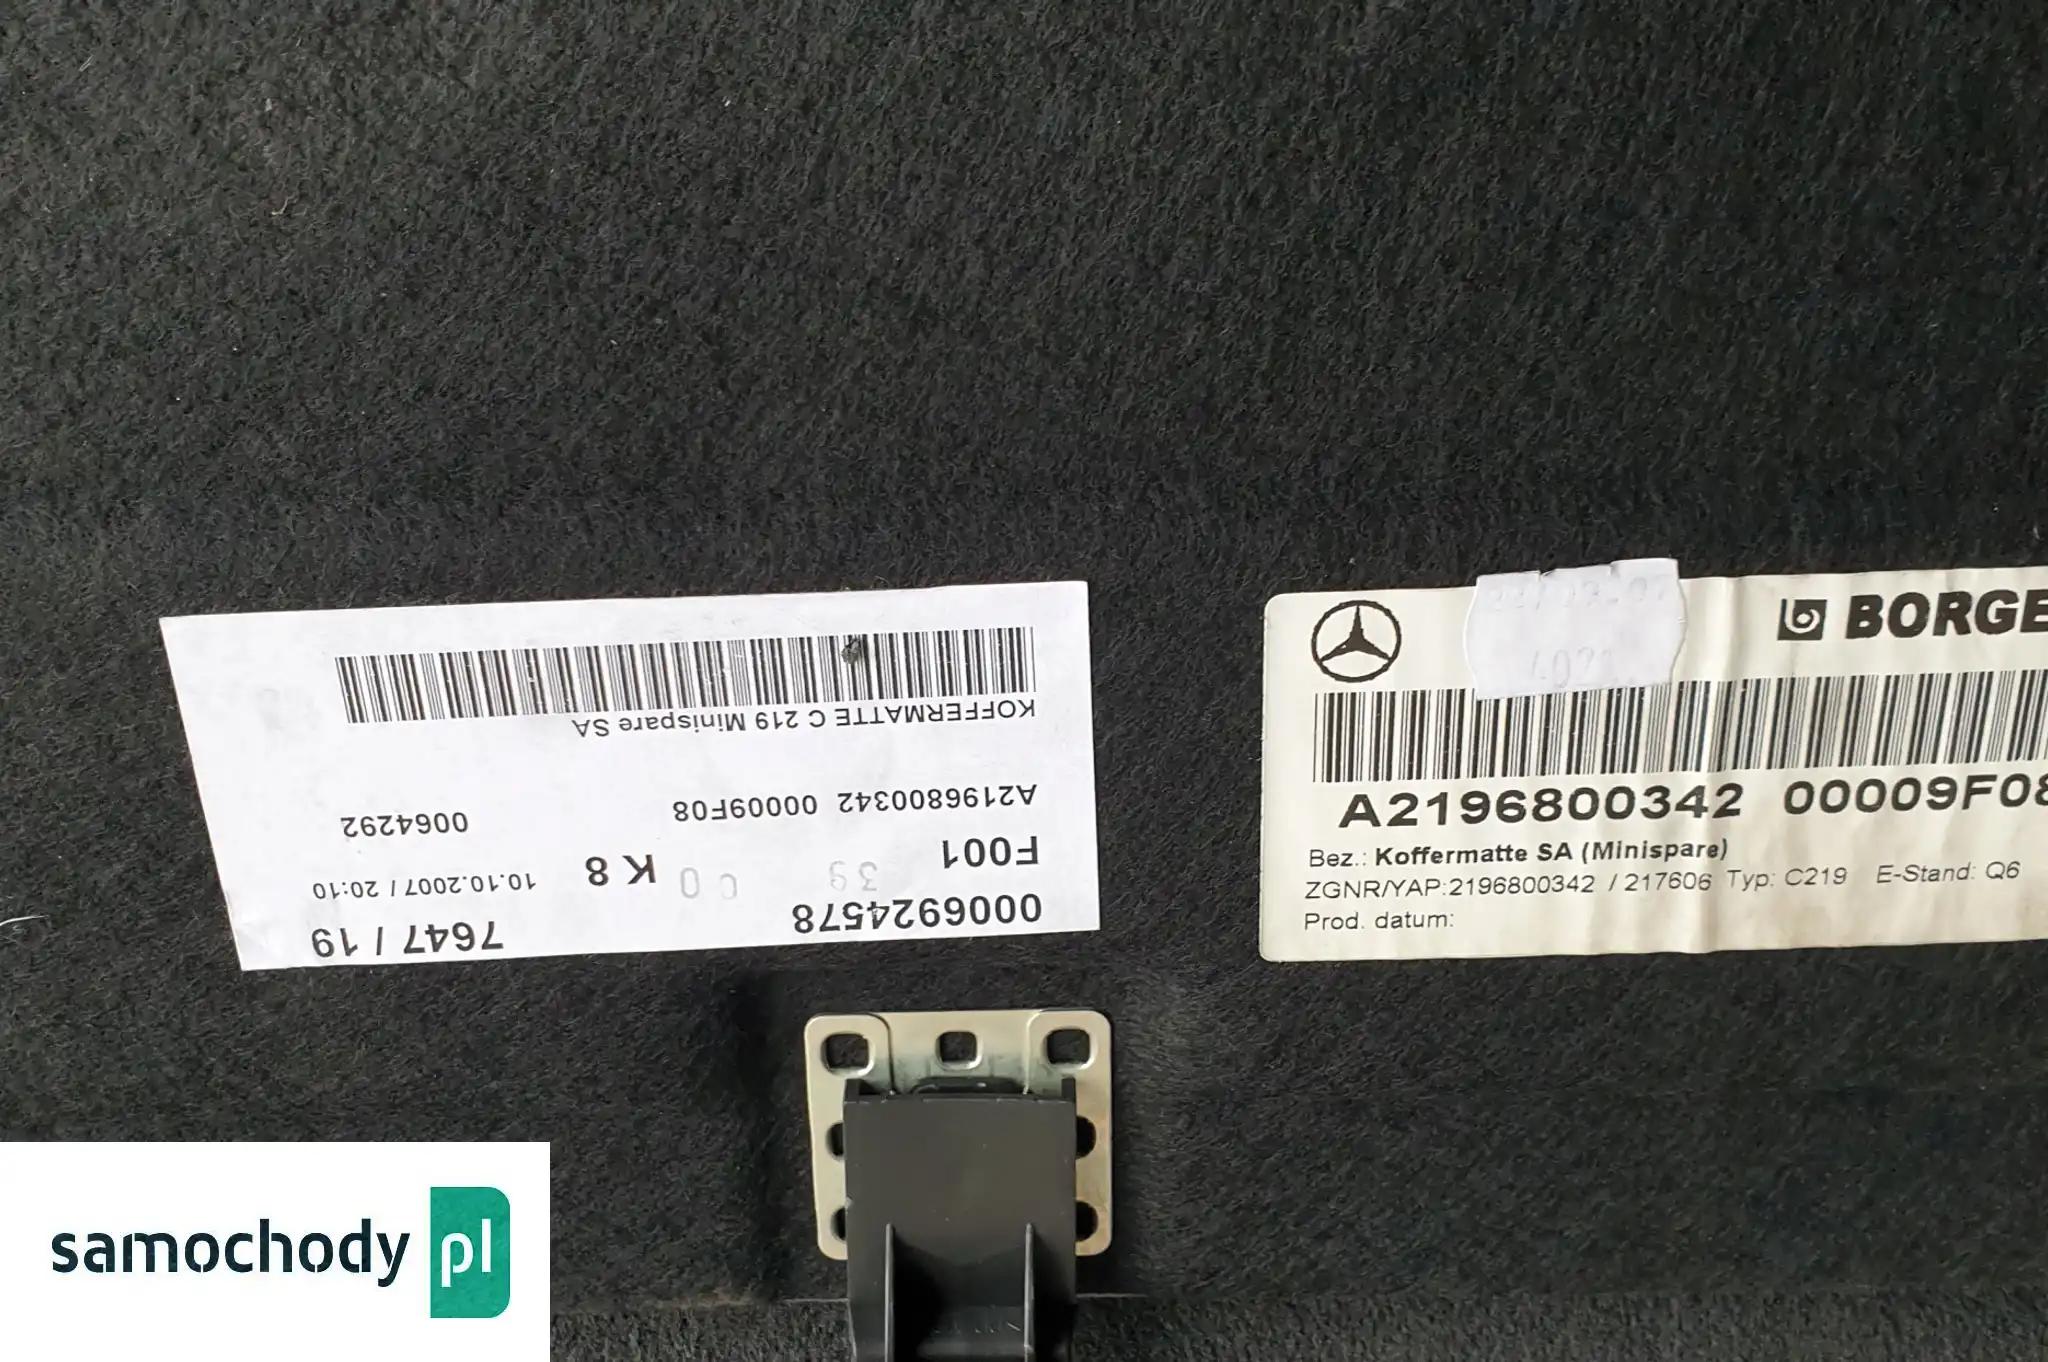 KOFFERMATTE C 219 Minispare SA
A2196800342 00009F08
0064292
F001
39
K 8
10.10.2007 / 20:10
0006924578
7647 / 19
BORGE
A2196800342 00009F08
Bez.: Koffermatte SA (Minispare)
ZGNR/YAP:2196800342 / 217606 Typ: C219 E-Stand: Q6
Prod. datum:
samochody pl